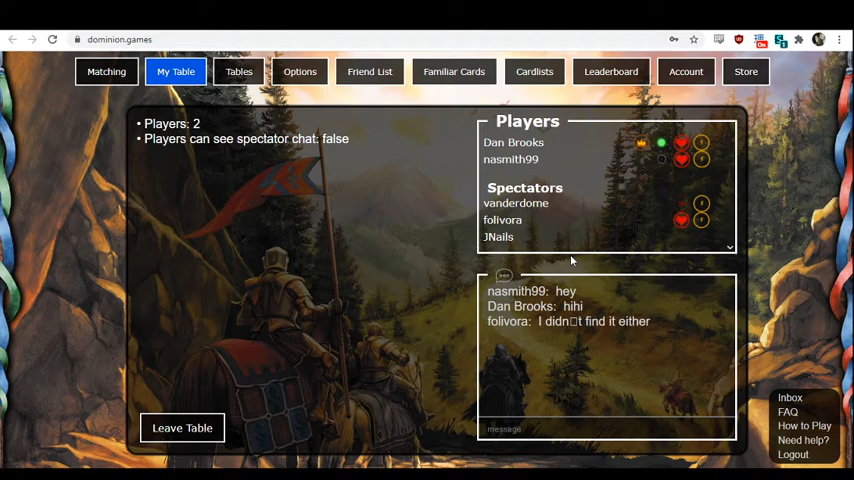 dominion.games
On
1
Matching
My Table
Tables
Options
Friend List
Familiar Cards
Cardlists
Leaderboard
Account
Store
• Players: 2
• Players can see spectator chat: false
Players
Dan Brooks
nasmith99
Spectators
vanderdome
folivora
JNails
nasmith99: hey
Dan Brooks: hihi
folivora: I didn▯t find it either
message
Leave Table
Inbox
FAQ
How to Play
Need help?
Logout